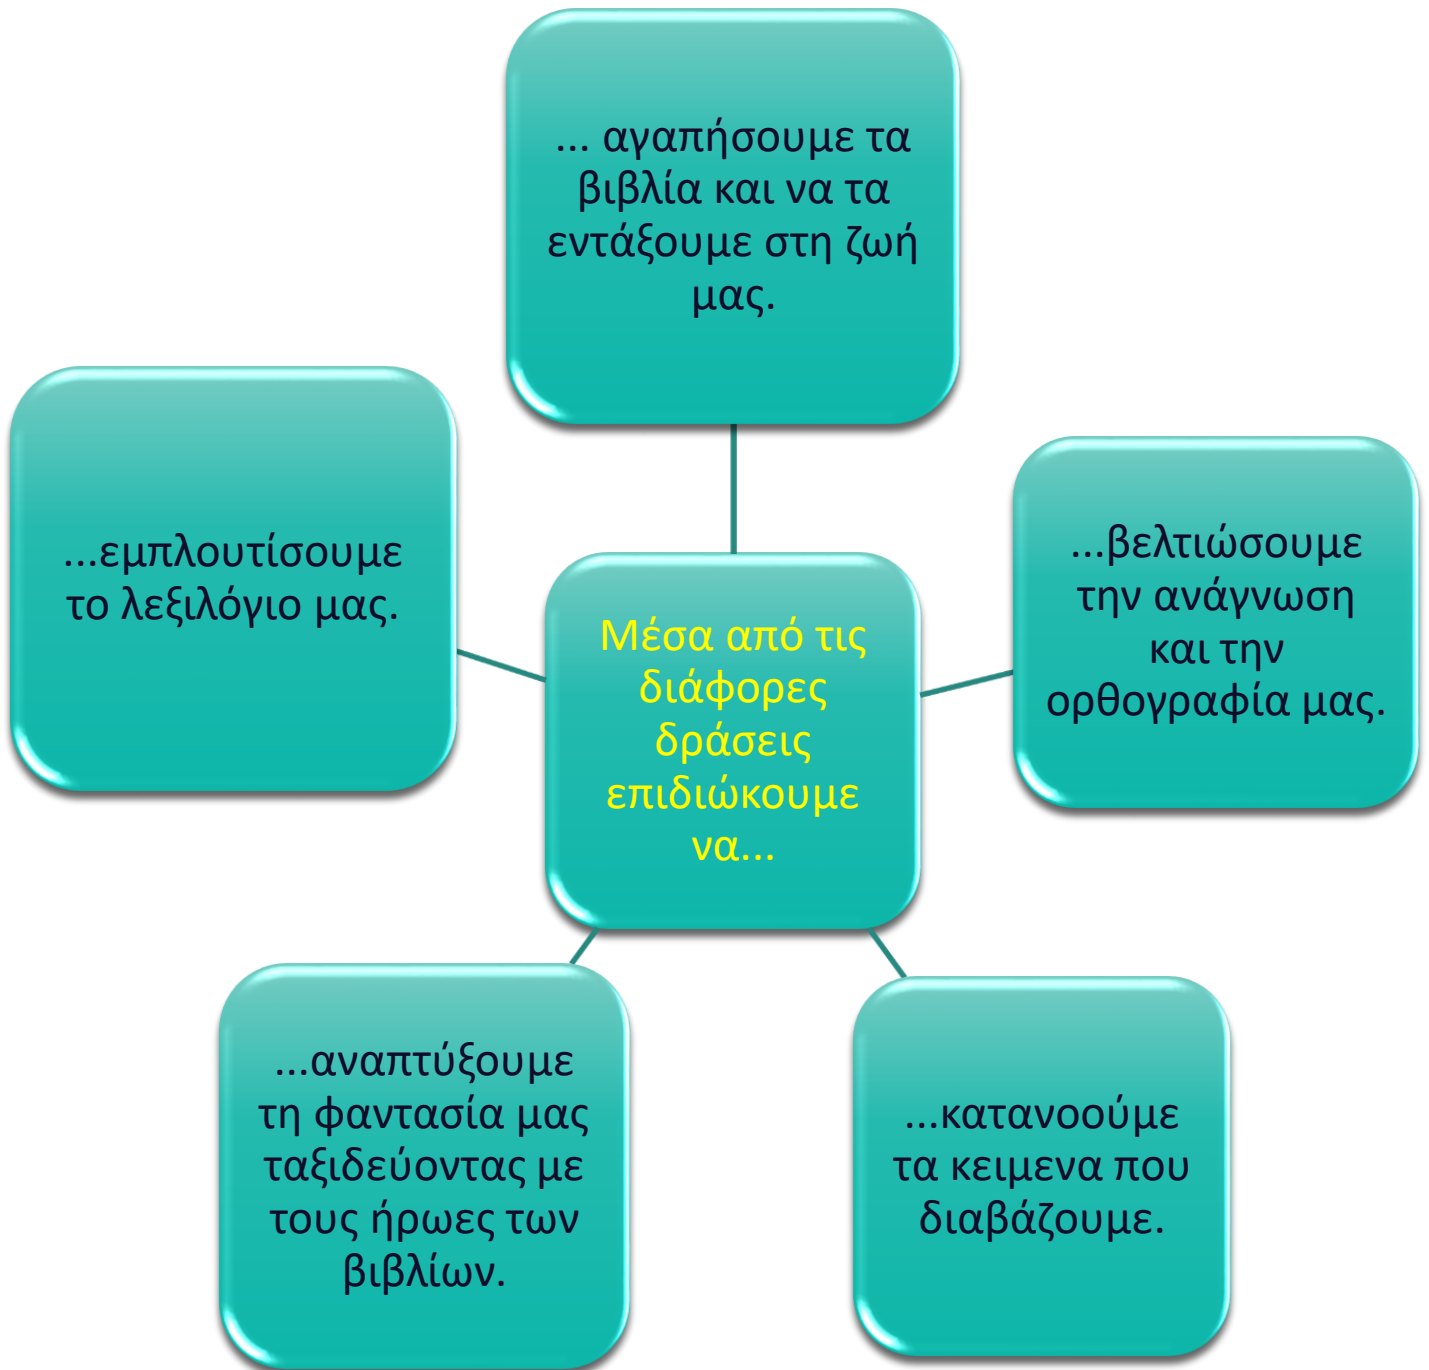 ... αγαπήσουμε τα
βιβλία και να τα
εντάξουμε στη ζωή
μας.
...εμπλουτίσουμε
το λεξιλόγιο μας.
...βελτιώσουμε
την ανάγνωση
και την
ορθογραφία μας.
Μέσα από τις
διάφορες
δράσεις
επιδιώκουμε
να...
...αναπτύξουμε
τη φαντασία μας
ταξιδεύοντας με
τους ήρωες των
βιβλίων.
...κατανοούμε
τα κειμενα που
διαβάζουμε.